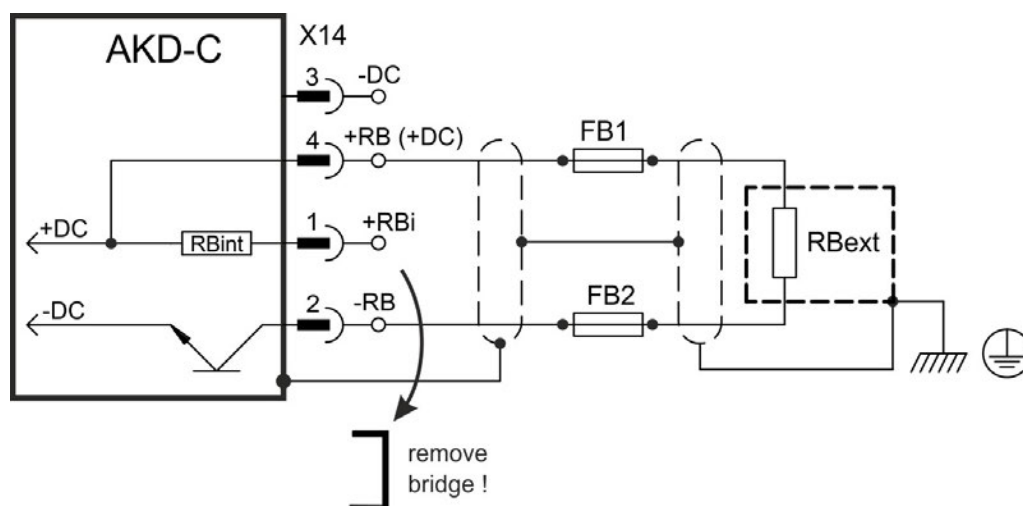 AKD-C
X14
3
-DC
4
+RB (+DC)
FB1
+DC
RBint
1
+RBi
RBext
-DC
2
-RB
FB2
remove
bridge !